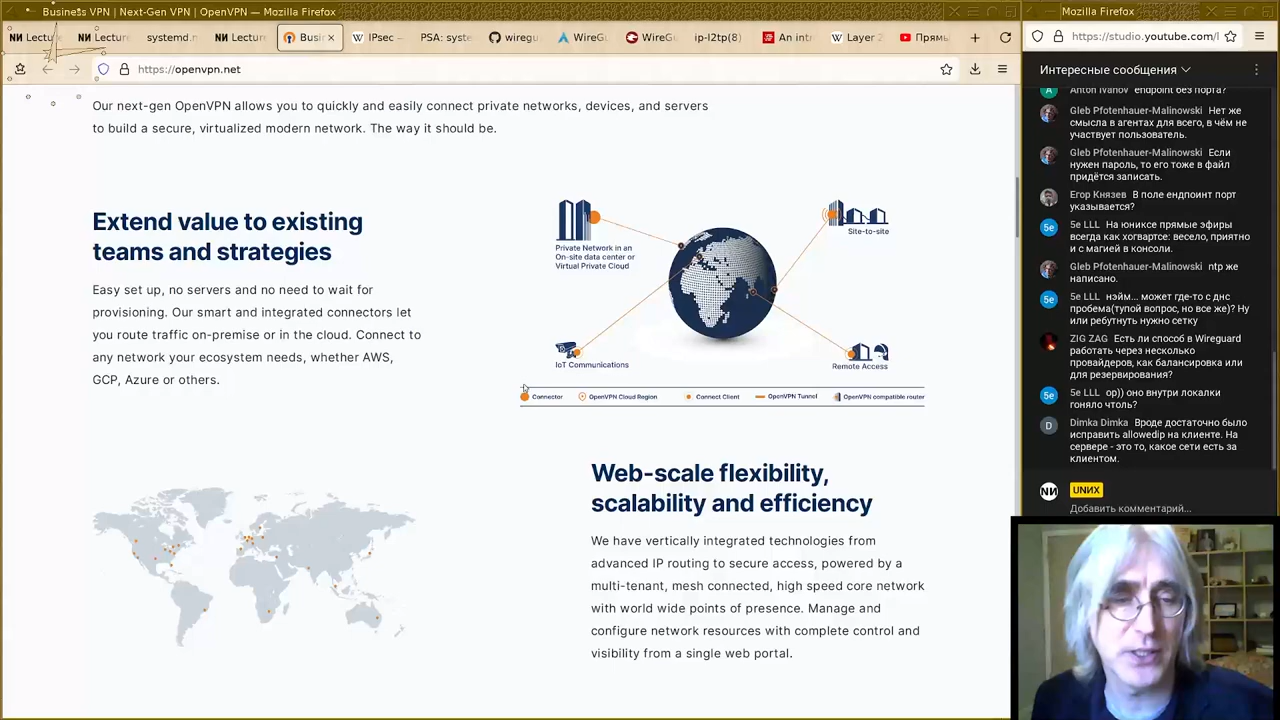 Business VPN | Next-Gen VPN | OpenVPN — Mozilla Firefox
Mozilla Firefox
Lectu
Lecture
systemd.n
Lecture
Busin
IPsec –
PSA: syste
wiregu
WireGu
WireG
ip-l2tp(8)
An intr
Layer 2
Прямы
https://studio.youtube.com/l
https://openvpn.net
Our next-gen OpenVPN allows you to quickly and easily connect private networks, devices, and servers
to build a secure, virtualized modern network. The way it should be.
Extend value to existing
teams and strategies
Easy set up, no servers and no need to wait for
provisioning. Our smart and integrated connectors let
you route traffic on-premise or in the cloud. Connect to
any network your ecosystem needs, whether AWS,
GCP, Azure or others.
Private Network in an
On-site data center or
Virtual Private Cloud
Site-to-site
IoT Communications
Remote Access
Connector
OpenVPN Cloud Region
Connect Client
OpenVPN Tunnel
OpenVPN compatible router
Web-scale flexibility,
scalability and efficiency
We have vertically integrated technologies from
advanced IP routing to secure access, powered by a
multi-tenant, mesh connected, high speed core network
with world wide points of presence. Manage and
configure network resources with complete control and
visibility from a single web portal.
Интересные сообщения
Anton Ivanov endpoint без порта?
Gleb Pfotenhauer-Malinowski Нет же
смысла в агентах для всего, в чём не
участвует пользователь.
Gleb Pfotenhauer-Malinowski Если
нужен пароль, то его тоже в файл
придётся записать.
Егор Князев В поле ендпоинт порт
указывается?
5e LLL На юниксе прямые эфиры
всегда как хогвартсе: весело, приятно
и с магией в консоли.
Gleb Pfotenhauer-Malinowski ntp же
написано.
5e LLL нэйм... может где-то с днс
пробема(тупой вопрос, но все же)? Ну
или ребутнуть нужно сетку
ZIG ZAG Есть ли способ в Wireguard
работать через несколько
провайдеров, как балансировка или
для резервирования?
5e LLL ор)) оно внутри локалки
гоняло чтоль?
Dimka Dimka Вроде достаточно было
исправить allowedip на клиенте. На
сервере - это то, какое сети есть за
клиентом.
UNИX
Добавить комментарий...